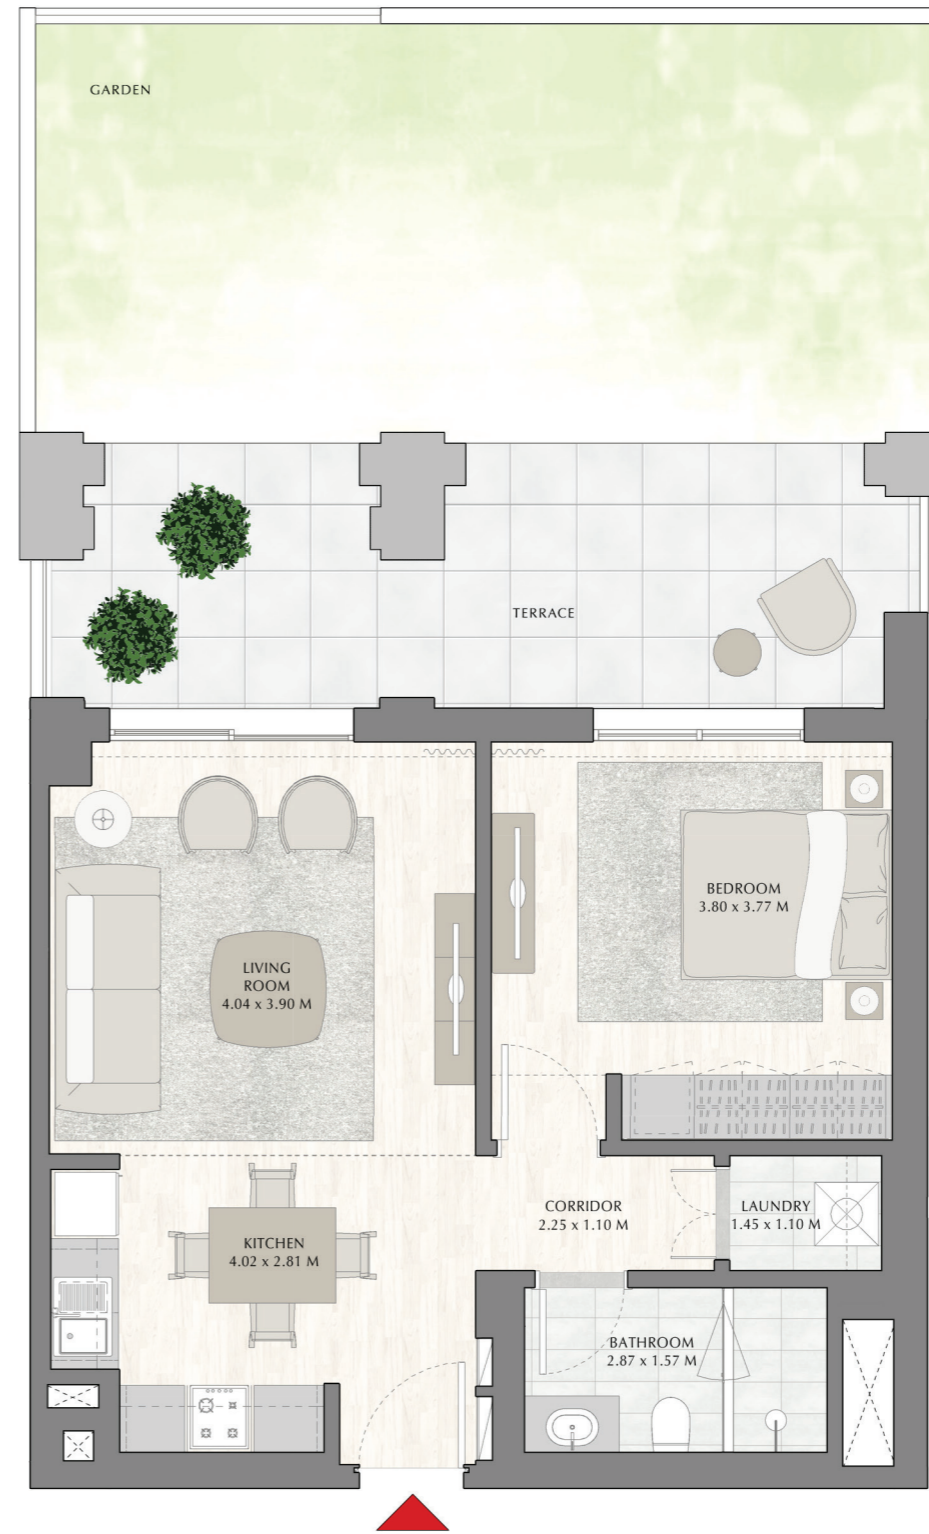 GARDEN
TERRACE
BEDROOM
3.80 x 3.77 M
LIVING
ROOM
4.04 x 3.90 M
CORRIDOR
2.25 x 1.10 M
LAUNDRY
1.45 x 1.10 M
KITCHEN
4.02 x 2.81 M
BATHROOM
2.87 x 1.57 M